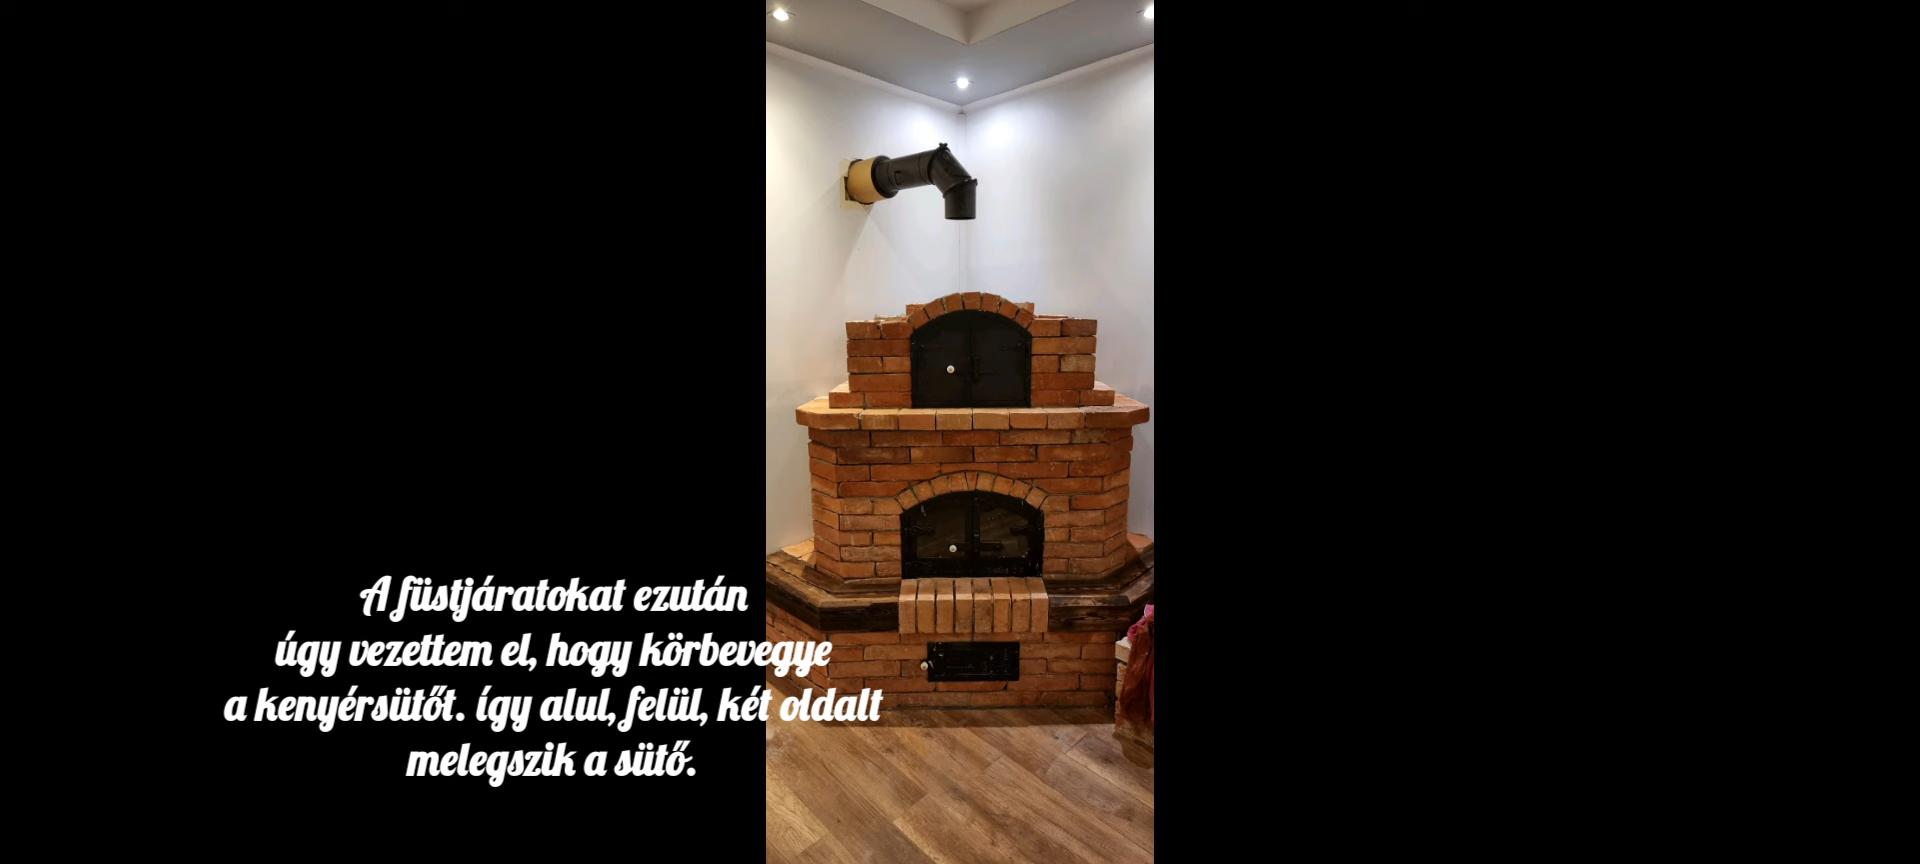 A füstjáratokat ezután
úgy vezettem el, hogy körbevegye
a kenyérsütőt. így alul, felül, két oldalt
melegszik a sütő.